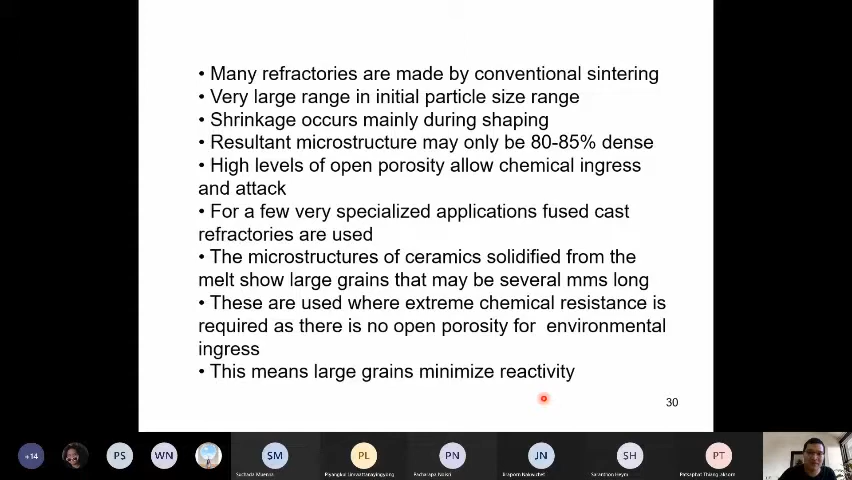 • Many refractories are made by conventional sintering
• Very large range in initial particle size range
• Shrinkage occurs mainly during shaping
• Resultant microstructure may only be 80-85% dense
• High levels of open porosity allow chemical ingress
and attack
• For a few very specialized applications fused cast
refractories are used
• The microstructures of ceramics solidified from the
melt show large grains that may be several mms long
• These are used where extreme chemical resistance is
required as there is no open porosity for environmental
ingress
• This means large grains minimize reactivity
30
+14
PS
WN
SM
PL
PN
JN
SH
PT
Suchada